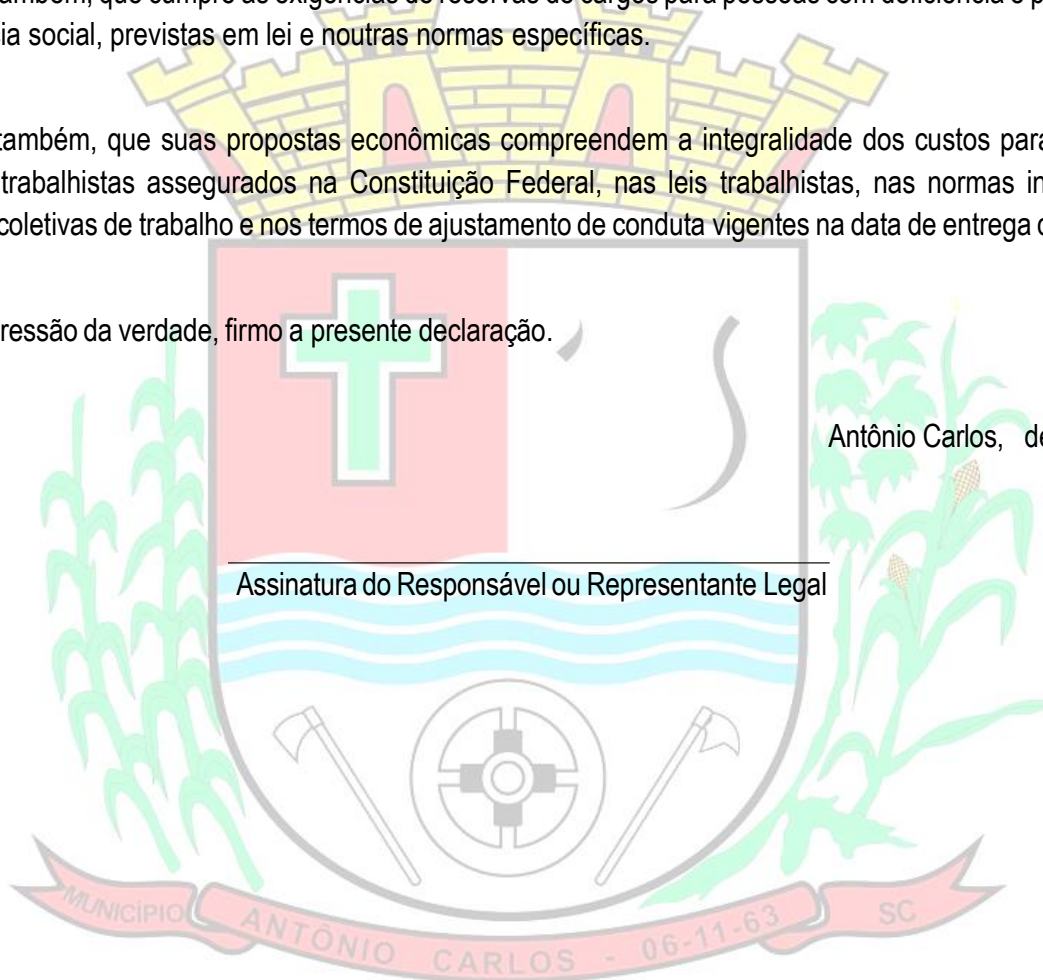 ambém, que cumpre as exigências de reservas de cargos para pessoas com deficiência e p
ia social, previstas em lei e noutras normas específicas.
também, que suas propostas econômicas compreendem a integralidade dos custos para
trabalhistas assegurados na Constituição Federal, nas leis trabalhistas, nas normas in
coletivas de trabalho e nos termos de ajustamento de conduta vigentes na data de entrega d
ressão da verdade, firmo a presente declaração.
Antônio Carlos, de
Assinatura do Responsável ou Representante Legal
MUNICÍPIO ANTÔNIO CARLOS - 06-11-63 SC